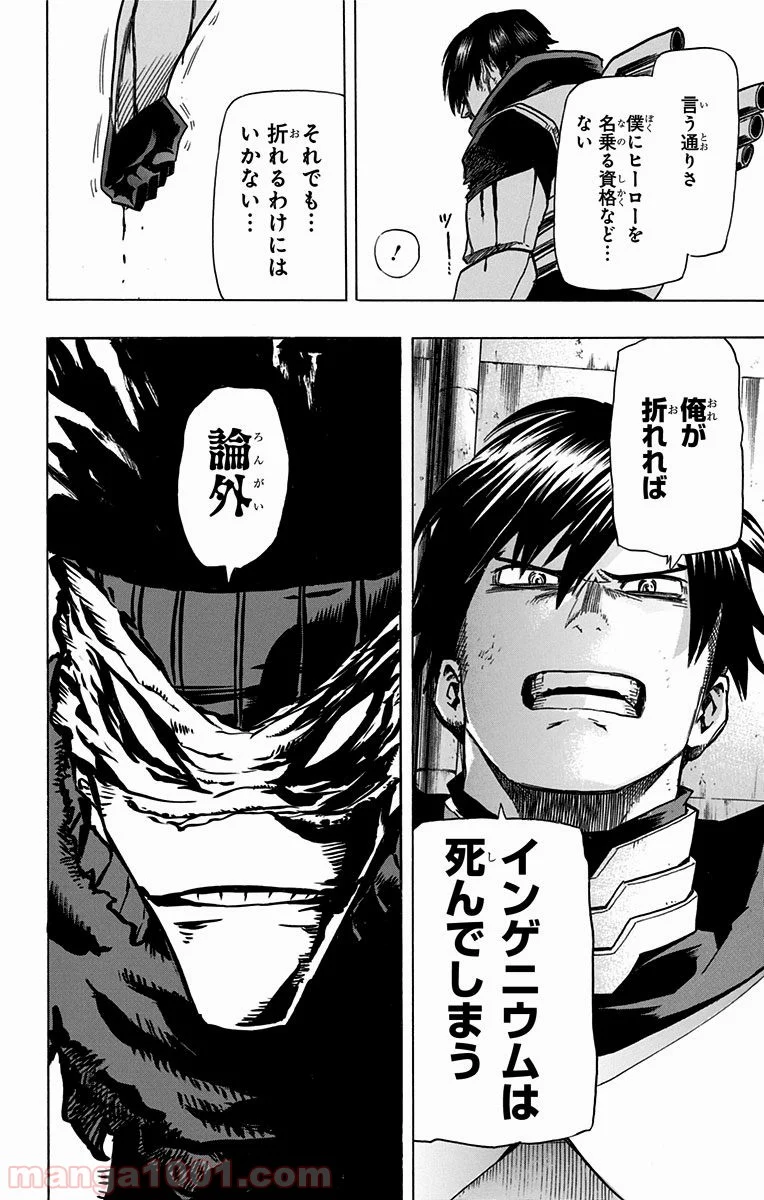 言う通りさ
僕にヒーローを
名乗る資格など…
ない
ッ…
！
それでも…
折れるわけには
いかない…
俺が
折れれば
インゲニウムは
死んでしまう
論外
manga1001.com